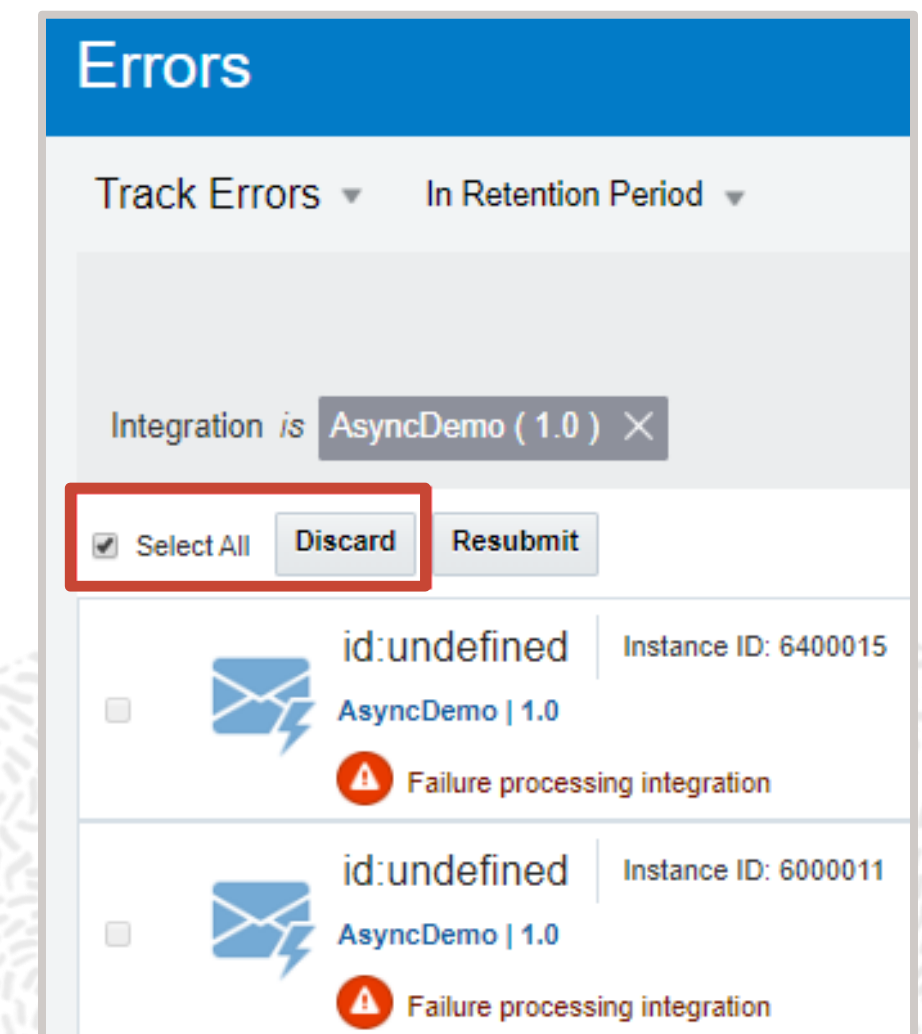 Errors
Track Errors In Retention Period
Integration is AsyncDemo ( 1.0 )
Select All Discard Resubmit
id:undefined Instance ID: 6400015
AsyncDemo | 1.0
Failure processing integration
id:undefined Instance ID: 6000011
AsyncDemo | 1.0
Failure processing integration